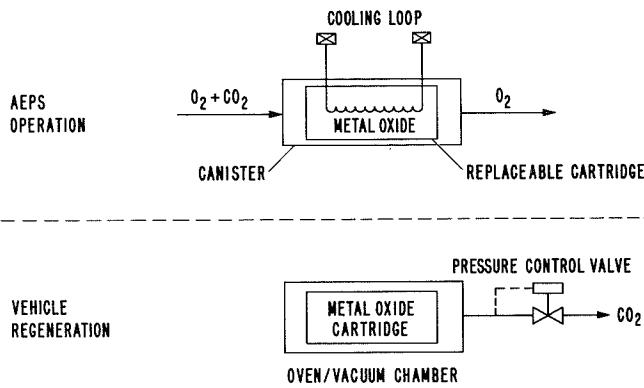 COOLING LOOP
AEPS
OPERATION
O₂+CO₂
O₂
METAL OXIDE
CANISTER
REPLACEABLE CARTRIDGE
PRESSURE CONTROL VALVE
VEHICLE
REGENERATION
METAL OXIDE
CARTRIDGE
CO₂
OVEN/VACUUM CHAMBER